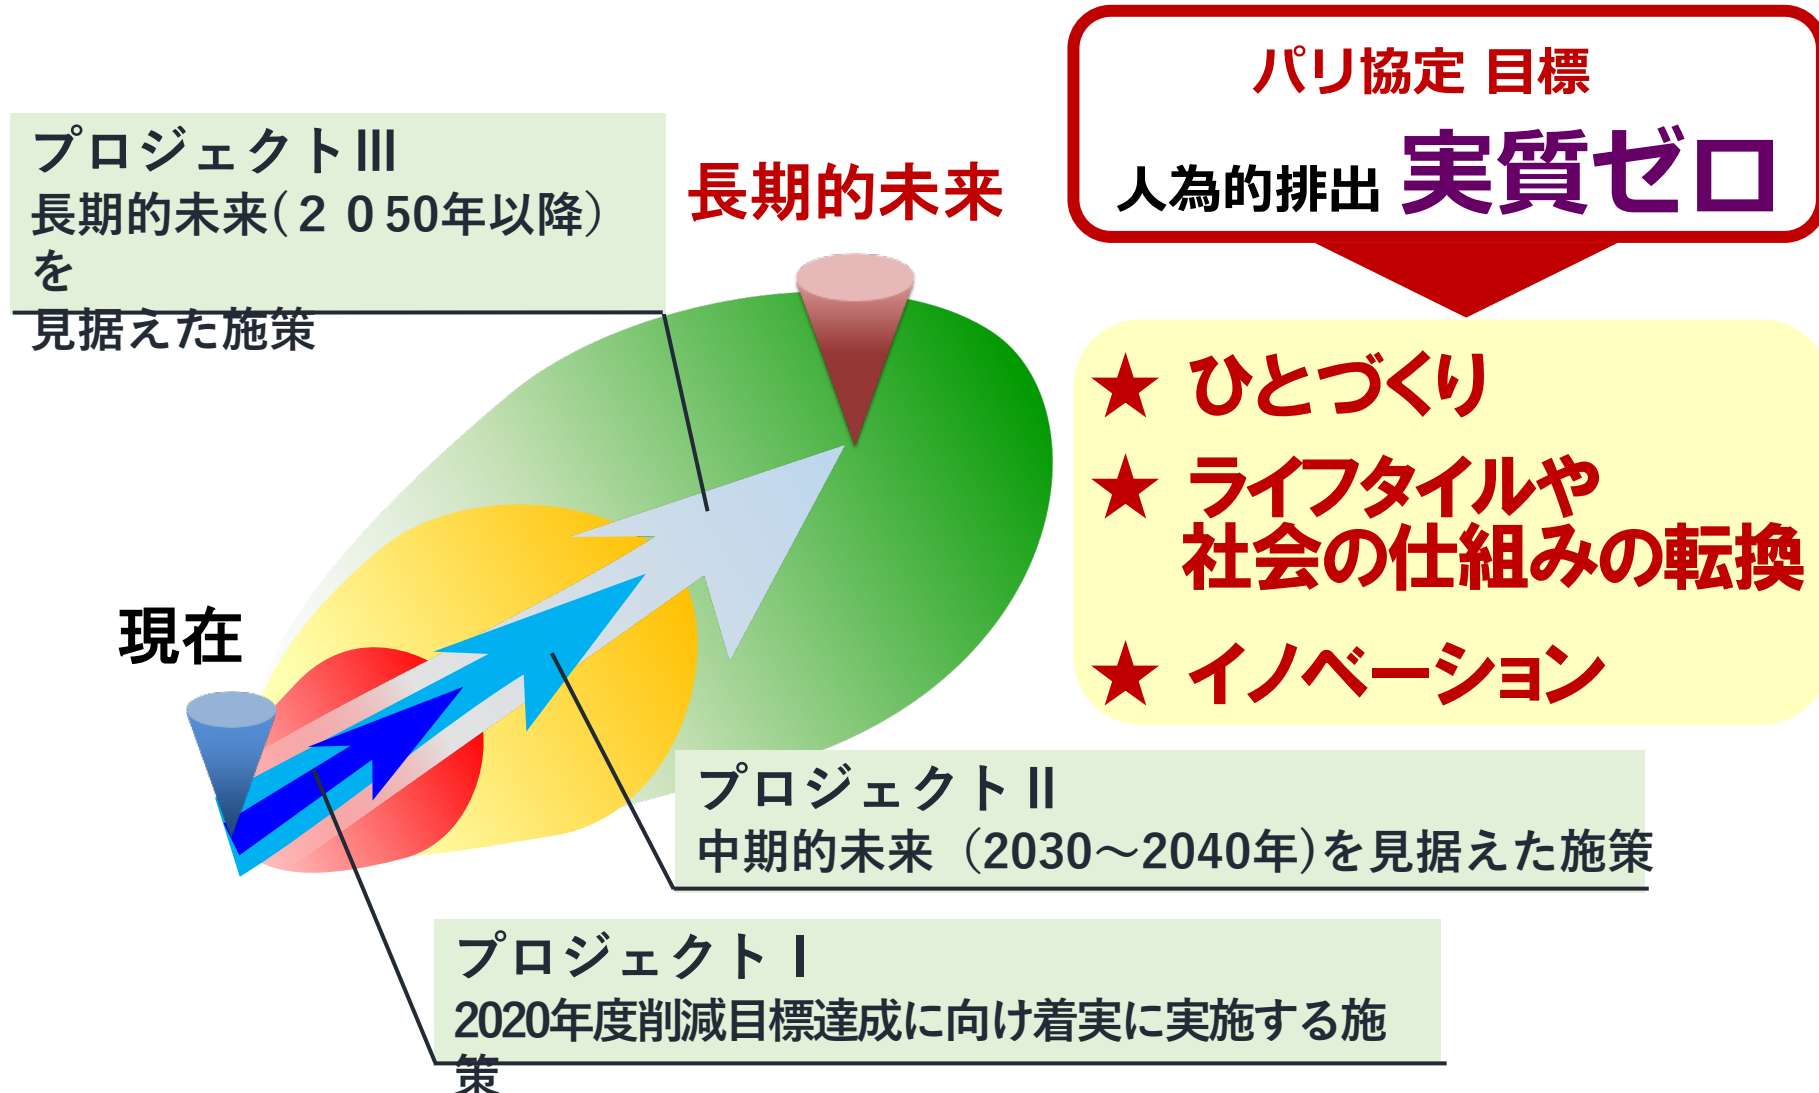 パリ協定 目標
人為的排出 実質ゼロ
プロジェクトⅢ
長期的未来(２０50年以降)
を
見据えた施策
長期的未来
★ ひとづくり
★ ライフタイルや
社会の仕組みの転換
★ イノベーション
現在
プロジェクトⅡ
中期的未来（2030～2040年)を見据えた施策
プロジェクトⅠ
2020年度削減目標達成に向け着実に実施する施
策